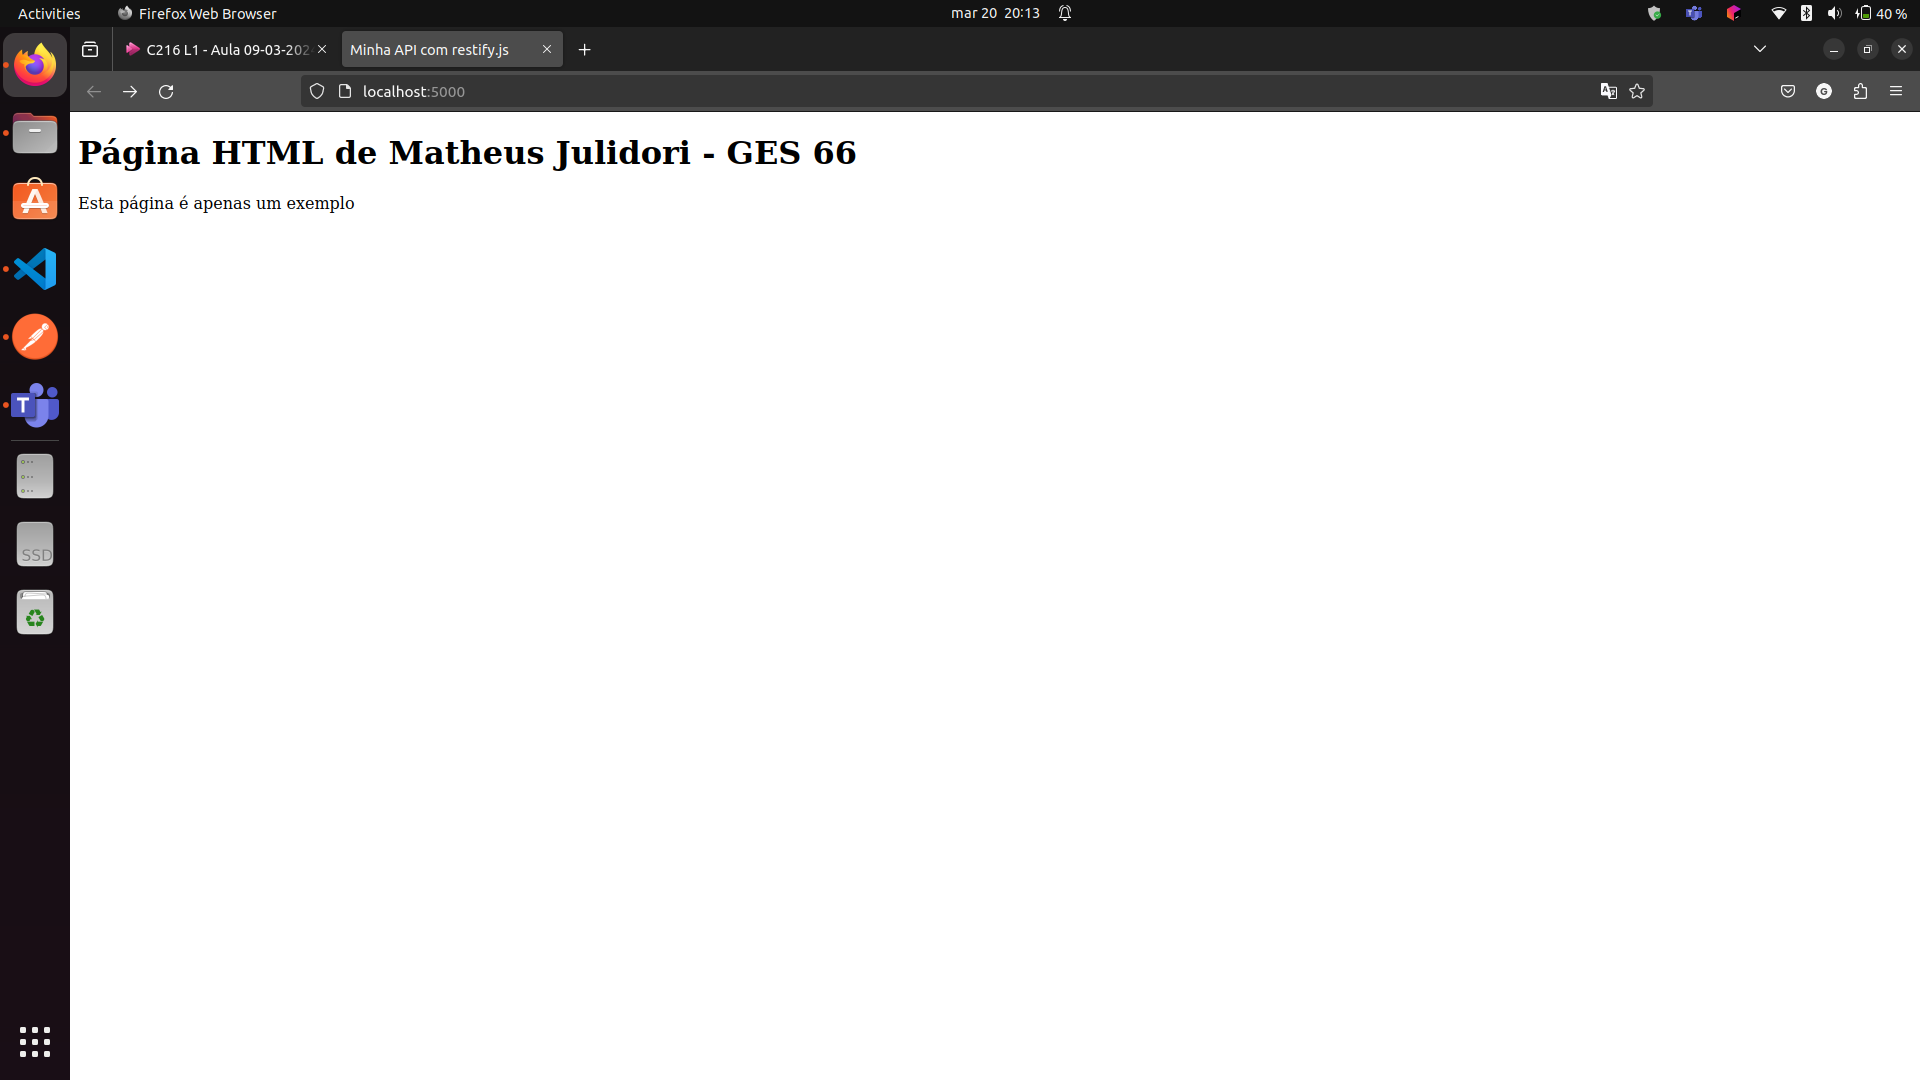 Activities
Firefox Web Browser
mar 20 20:13
40 %
C216 L1 - Aula 09-03-202
Minha API com restify.js
localhost:5000
Página HTML de Matheus Julidori - GES 66
Esta página é apenas um exemplo
T
SSD
G